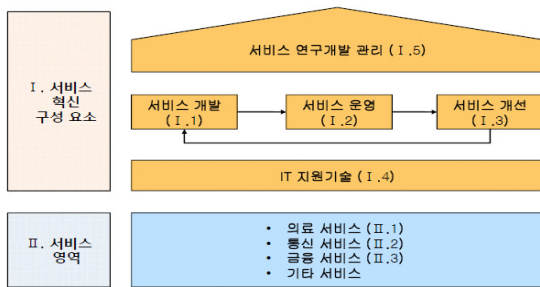 Ⅰ. 서비스
혁신
구성 요소
서비스 연구개발 관리 (Ⅰ.5)
서비스 개발
(Ⅰ.1)
서비스 운영
(Ⅰ.2)
서비스 개선
(Ⅰ.3)
IT 지원기술 (Ⅰ.4)
Ⅱ. 서비스
영역
• 의료 서비스 (Ⅱ.1)
• 통신 서비스 (Ⅱ.2)
• 금융 서비스 (Ⅱ.3)
• 기타 서비스